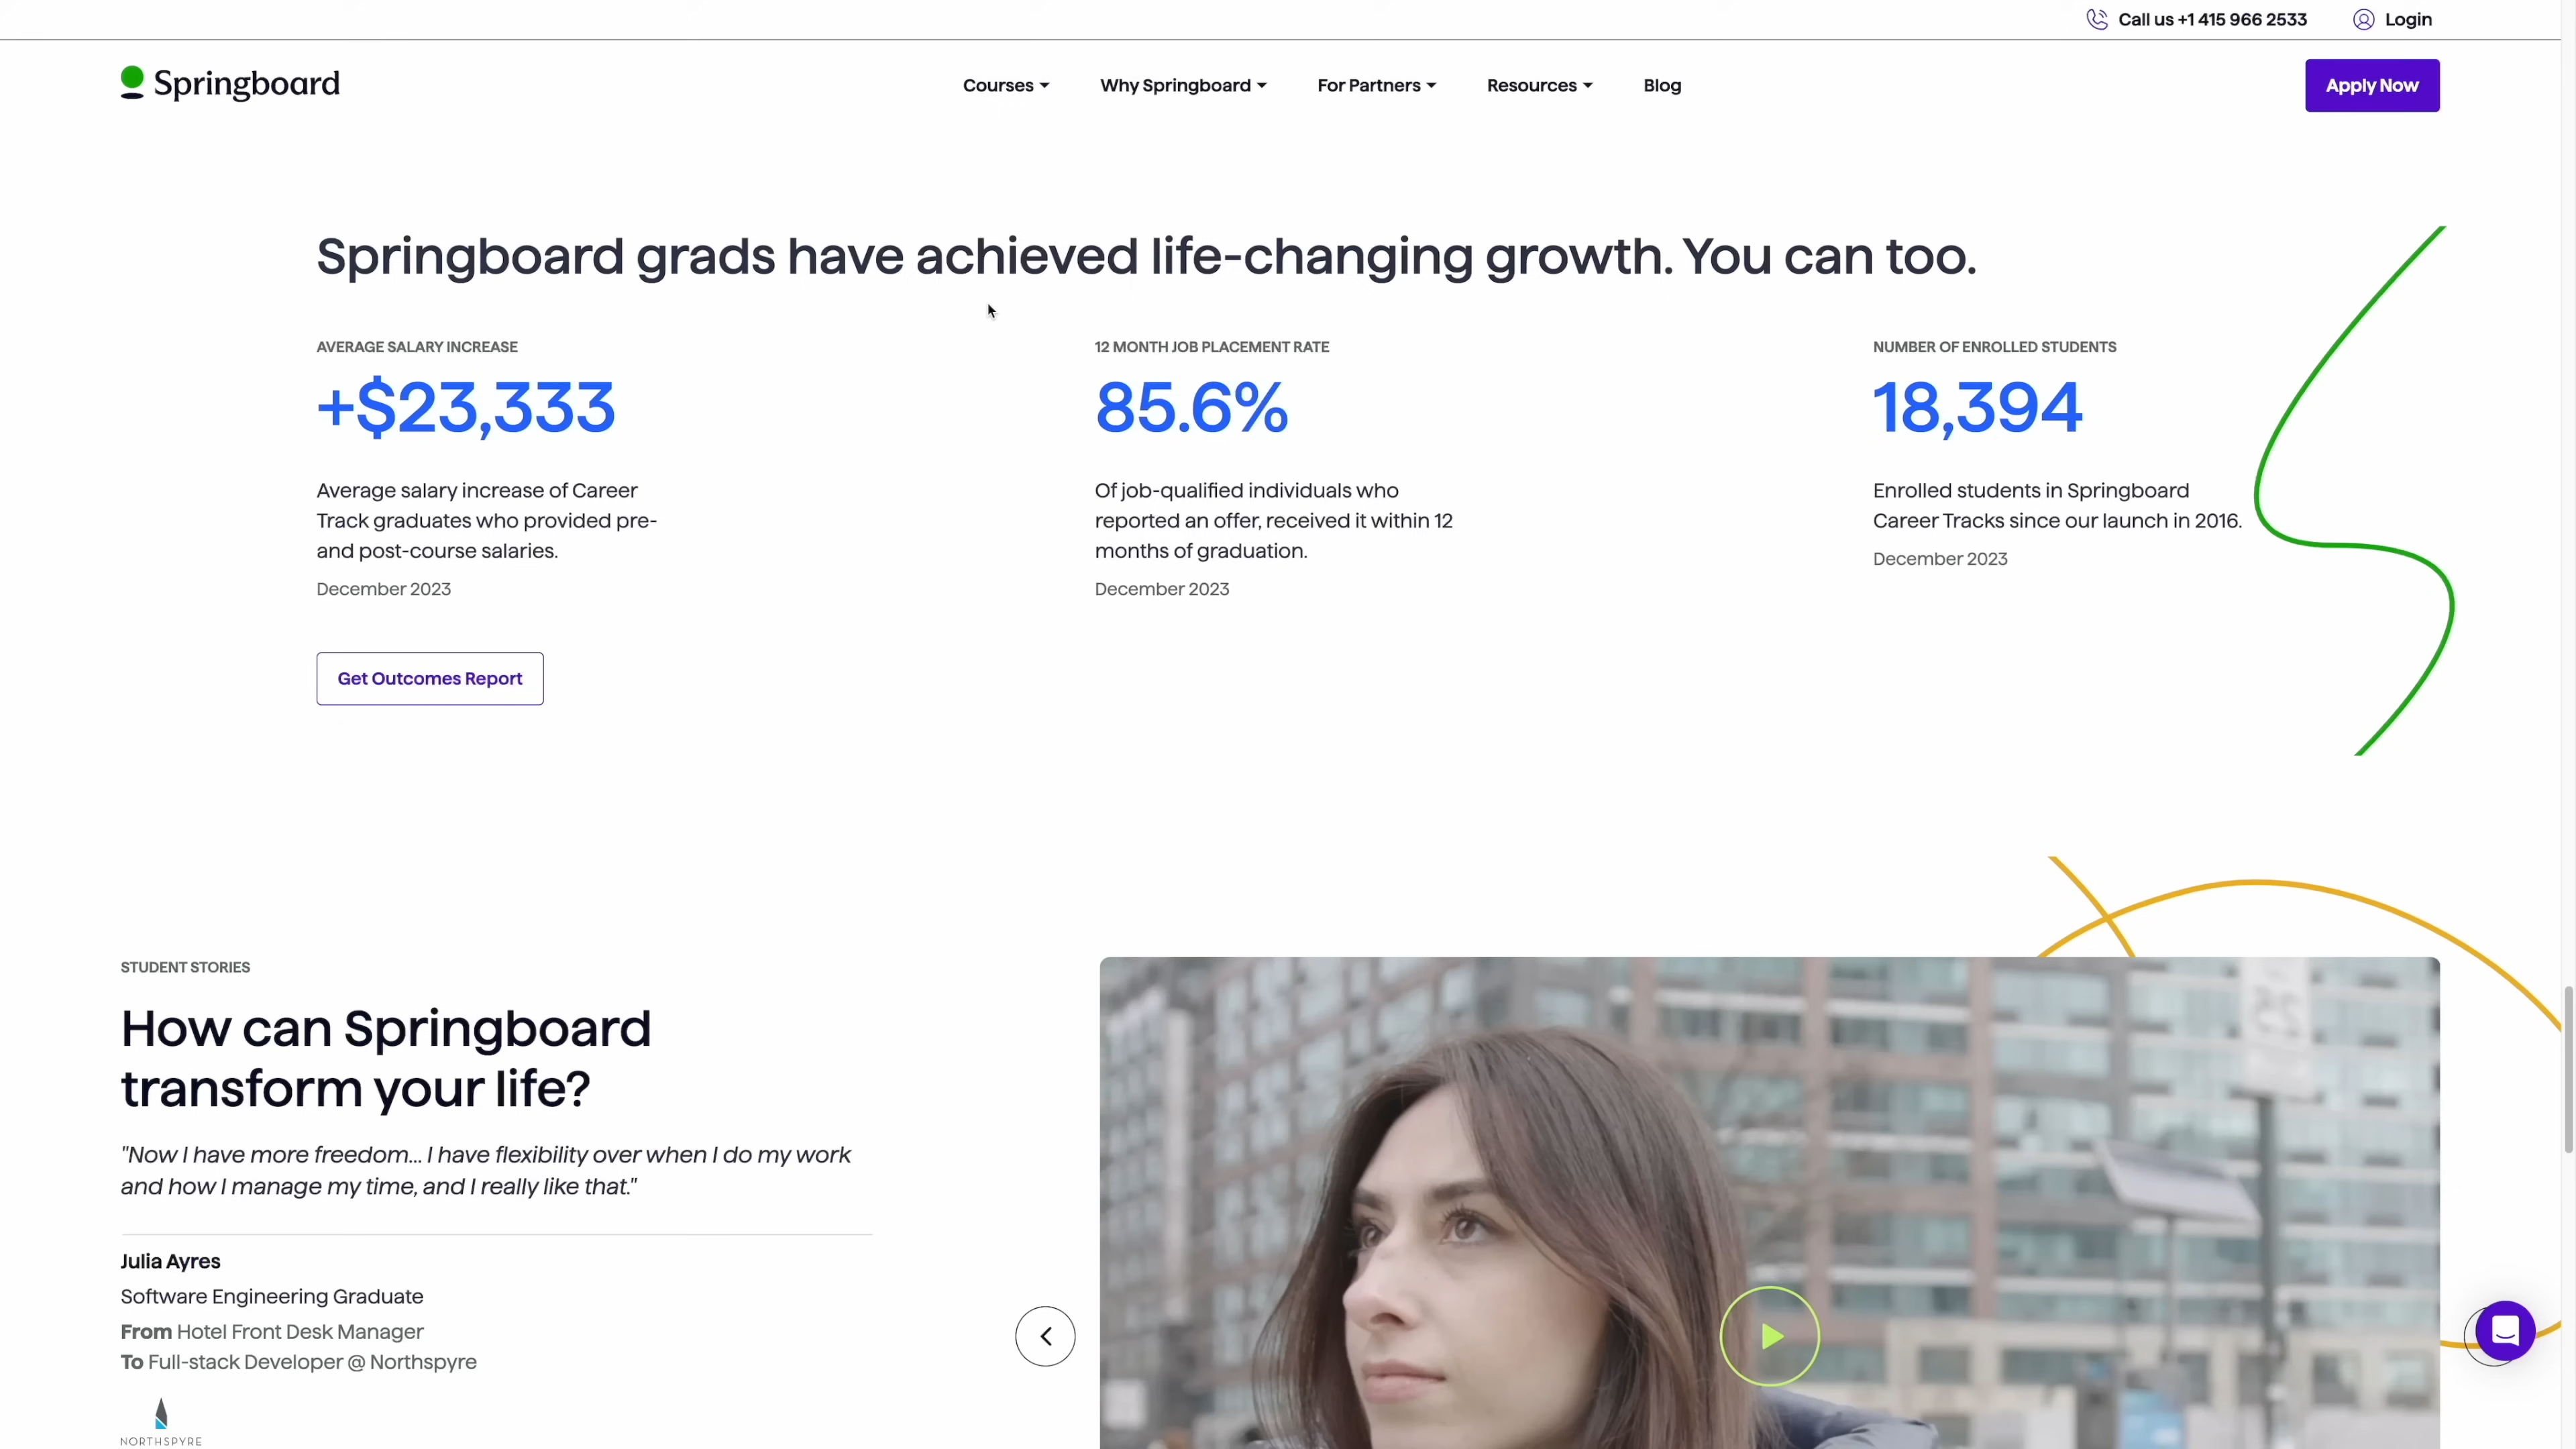 Call us +1 415 966 2533
Login
Springboard
Courses
Why Springboard
For Partners
Resources
Blog
Apply Now
Springboard grads have achieved life-changing growth. You can too.
AVERAGE SALARY INCREASE
+$23,333
Average salary increase of Career
Track graduates who provided pre-
and post-course salaries.
December 2023
12 MONTH JOB PLACEMENT RATE
85.6%
Of job-qualified individuals who
reported an offer, received it within 12
months of graduation.
December 2023
NUMBER OF ENROLLED STUDENTS
18,394
Enrolled students in Springboard
Career Tracks since our launch in 2016.
December 2023
Get Outcomes Report
STUDENT STORIES
How can Springboard
transform your life?
"Now I have more freedom... I have flexibility over when I do my work
and how I manage my time, and I really like that."
Julia Ayres
Software Engineering Graduate
From Hotel Front Desk Manager
To Full-stack Developer @ Northspyre
NORTHSPYRE